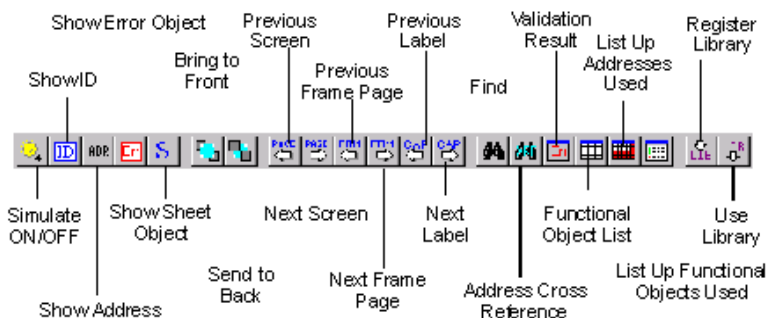 Show Error Object
Previous
Screen
Previous
Label
Validation
Result
Register
Library
Bring to
Front
List Up
Addresses
Used
ShowID
Previous
Frame Page
Find
ID
ADR
Er
S
PAGE
PAGE
CAP
LIB
Simulate
ON/OFF
Show Sheet
Object
Next Screen
Next
Label
Functional
Object List
Use
Library
Send to
Back
Next Frame
Page
List Up Functional
Objects Used
Show Address
Address Cross
Reference